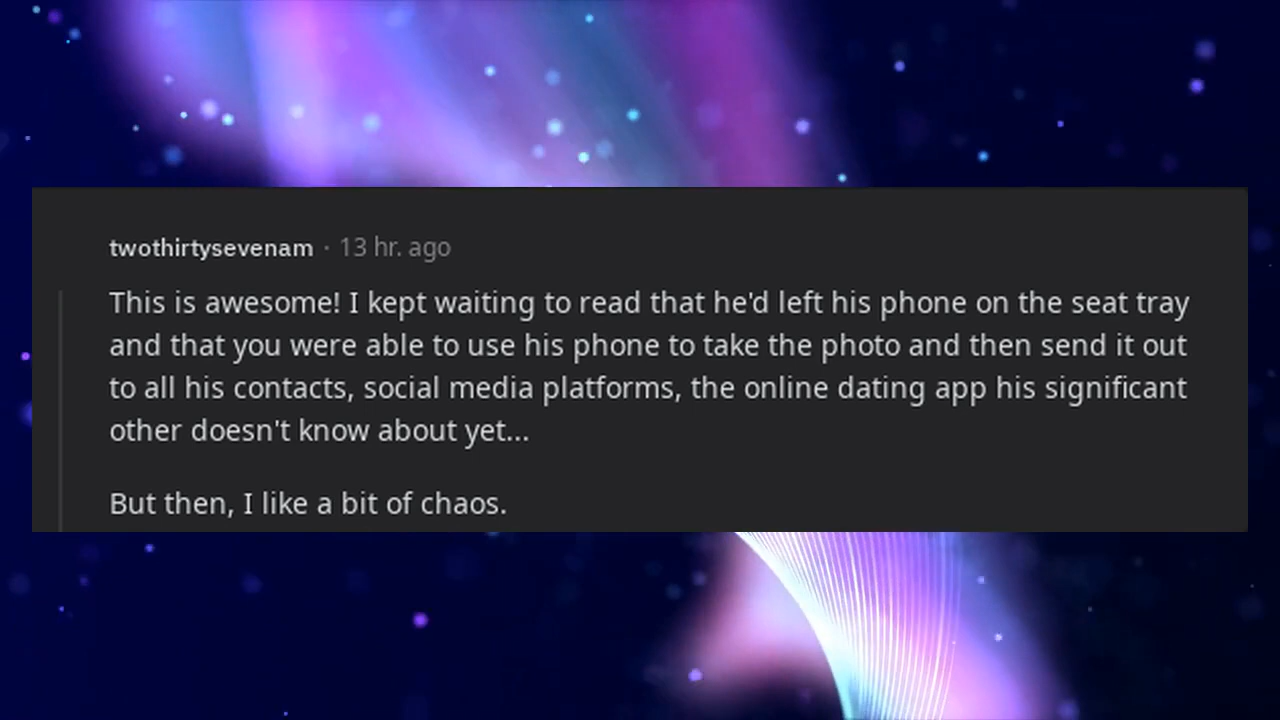 twothirtysevenam · 13 hr. ago
This is awesome! I kept waiting to read that he'd left his phone on the seat tray
and that you were able to use his phone to take the photo and then send it out
to all his contacts, social media platforms, the online dating app his significant
other doesn't know about yet...
But then, I like a bit of chaos.